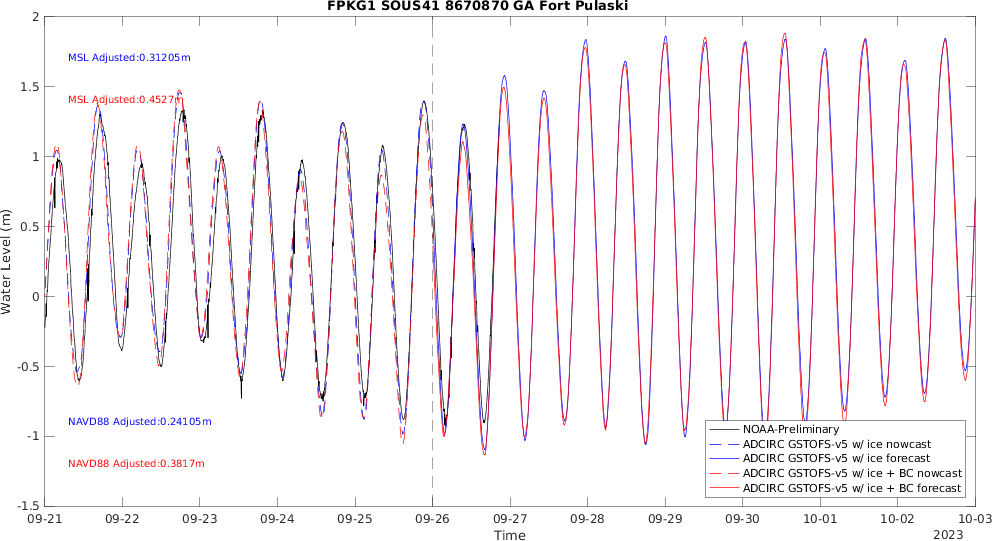 FPKG1 SOUS41 8670870 GA Fort Pulaski
Water Level (m)
2
1.5
1
0.5
0
-0.5
-1
-1.5
MSL Adjusted:0.31205m
MSL Adjusted:0.4527m
NAVD88 Adjusted:0.24105m
NAVD88 Adjusted:0.3817m
NOAA-Preliminary
ADCIRC GSTOFS-v5 w/ ice nowcast
ADCIRC GSTOFS-v5 w/ ice forecast
ADCIRC GSTOFS-v5 w/ ice + BC nowcast
ADCIRC GSTOFS-v5 w/ ice + BC forecast
09-21 09-22 09-23 09-24 09-25 09-26 09-27 09-28 09-29 09-30 10-01 10-02 10-03
Time
2023